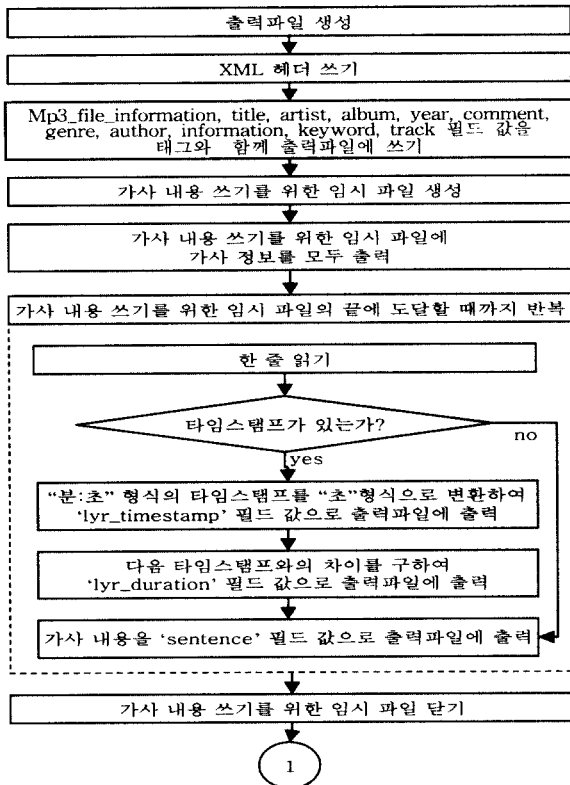 출력파일 생성
XML 헤더 쓰기
Mp3_file_information, title, artist, album, year, comment,
genre, author, information, keyword, track 필드 값을
태그와 함께 출력파일에 쓰기
가사 내용 쓰기를 위한 임시 파일 생성
가사 내용 쓰기를 위한 임시 파일에
가사 정보를 모두 출력
가사 내용 쓰기를 위한 임시 파일의 끝에 도달할 때까지 반복
한 줄 읽기
타임스탬프가 있는가?
no
yes
“분:초” 형식의 타임스탬프를 “초”형식으로 변환하여
‘lyr_timestamp’ 필드 값으로 출력파일에 출력
다음 타임스탬프와의 차이를 구하여
‘lyr_duration’ 필드 값으로 출력파일에 출력
가사 내용을 ‘sentence’ 필드 값으로 출력파일에 출력
가사 내용 쓰기를 위한 임시 파일 닫기
1